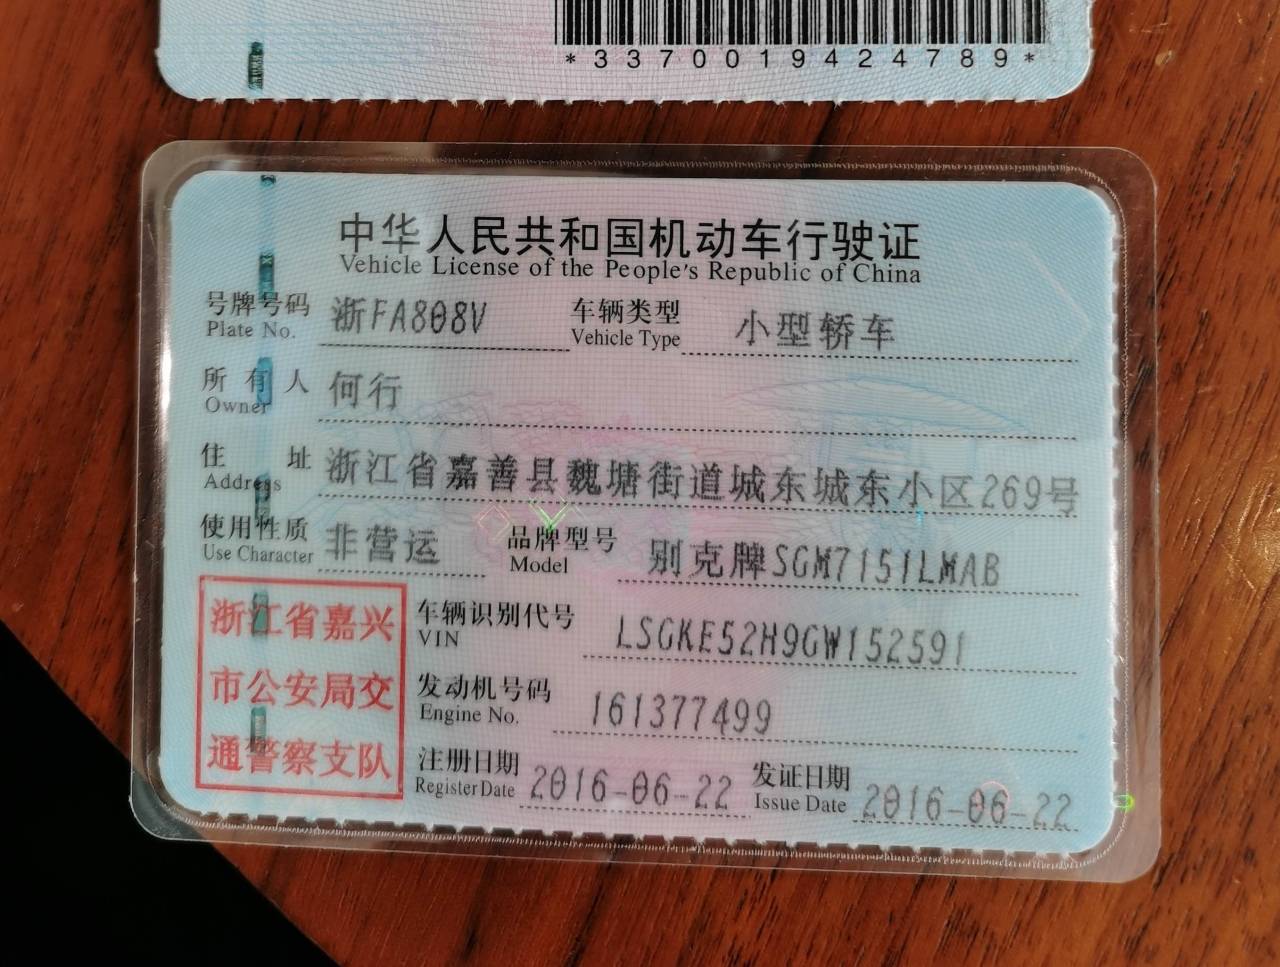 *3370019424789*
中华人民共和国机动车行驶证
Vehicle License of the People's Republic of China
号牌号码 浙FA808V 车辆类型 小型轿车
Plate No. Vehicle Type
所有人 何行
Owner
住址 浙江省嘉善县魏塘街道城东城东小区269号
Address
使用性质 非营运 品牌型号 别克牌SGM7151LMAB
Use Character Model
浙江省嘉兴
市公安局交
通警察支队
车辆识别代号 LSGKE52H9GW152591
VIN
发动机号码 161377499
Engine No.
注册日期 2016-06-22 发证日期 2016-06-22
Register Date Issue Date